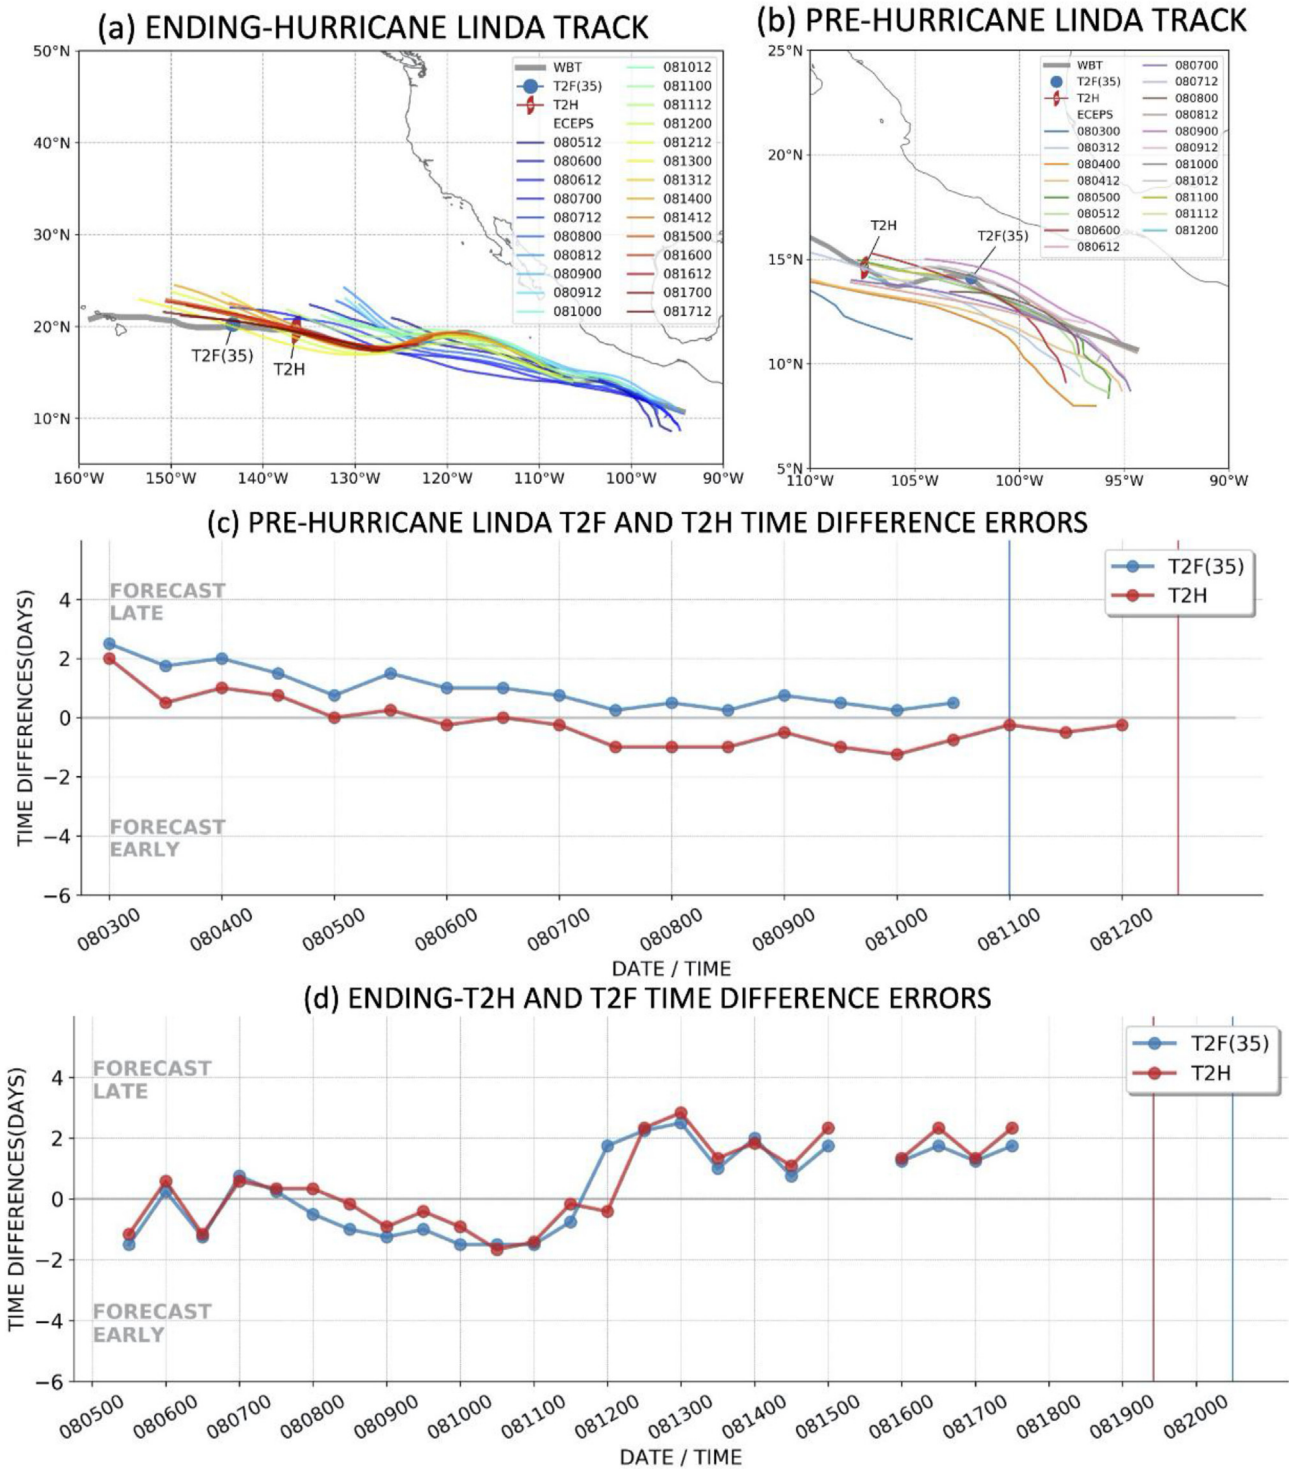 (a) ENDING-HURRICANE LINDA TRACK
50°N
40°N
30°N
20°N
10°N
160°W 150°W 140°W 130°W 120°W 110°W 100°W 90°W
WBT
T2F(35)
T2H
ECEPS
080512
080600
080612
080700
080712
080800
080812
080900
080912
081000
081012
081100
081112
081200
081212
081300
081312
081400
081412
081500
081600
081612
081700
081712
T2F(35)
T2H
(b) PRE-HURRICANE LINDA TRACK
25°N
20°N
15°N
10°N
5°N
110°W 105°W 100°W 95°W 90°W
WBT
T2F(35)
T2H
ECEPS
080300
080312
080400
080412
080500
080512
080600
080612
080700
080712
080800
080812
080900
080912
081000
081012
081100
081112
081200
T2H
T2F(35)
(c) PRE-HURRICANE LINDA T2F AND T2H TIME DIFFERENCE ERRORS
TIME DIFFERENCES(DAYS)
4
2
0
−2
−4
−6
FORECAST
LATE
FORECAST
EARLY
T2F(35)
T2H
080300 080400 080500 080600 080700 080800 080900 081000 081100 081200
DATE / TIME
(d) ENDING-T2H AND T2F TIME DIFFERENCE ERRORS
TIME DIFFERENCES(DAYS)
4
2
0
−2
−4
−6
FORECAST
LATE
FORECAST
EARLY
T2F(35)
T2H
080500 080600 080700 080800 080900 081000 081100 081200 081300 081400 081500 081600 081700 081800 081900 082000
DATE / TIME